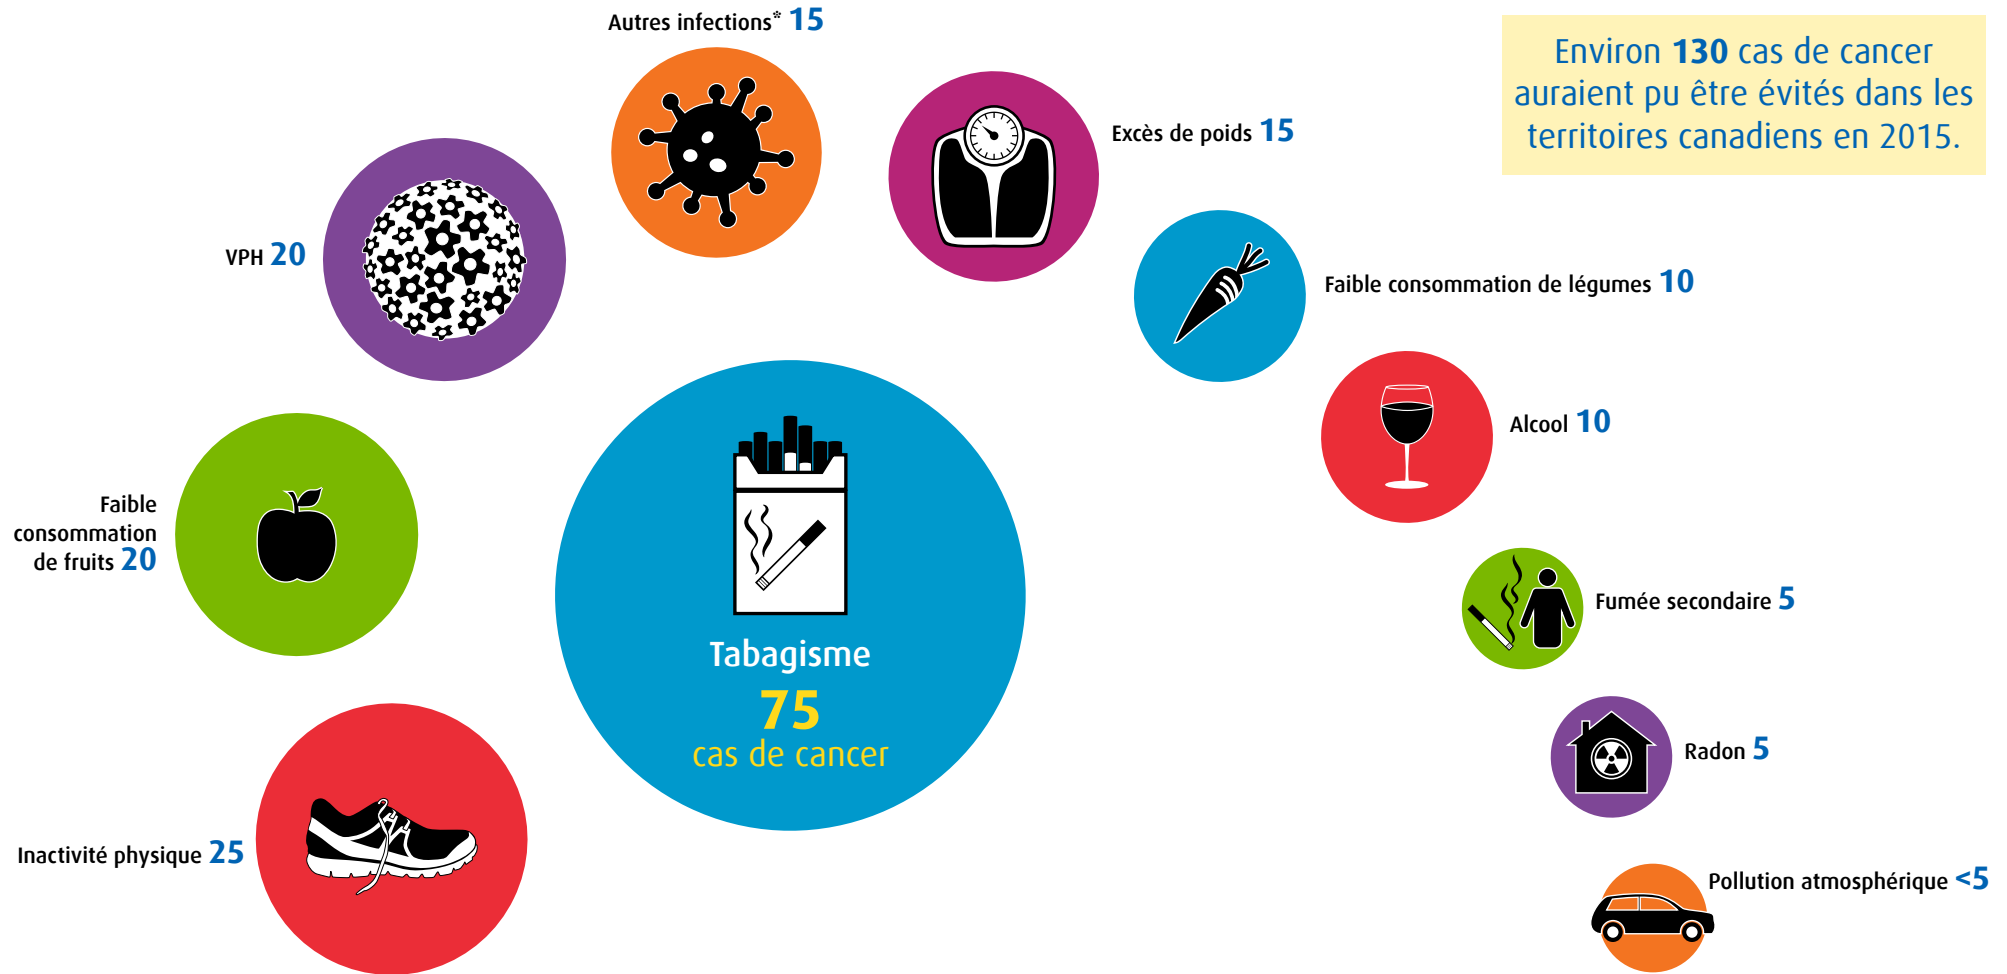 Autres infections* 15
Environ 130 cas de cancer
auraient pu être évités dans les
territoires canadiens en 2015.
Excès de poids 15
VPH 20
Faible consommation de légumes 10
Alcool 10
Faible
consommation
de fruits 20
Tabagisme
75
cas de cancer
Fumée secondaire 5
Radon 5
Inactivité physique 25
Pollution atmosphérique <5